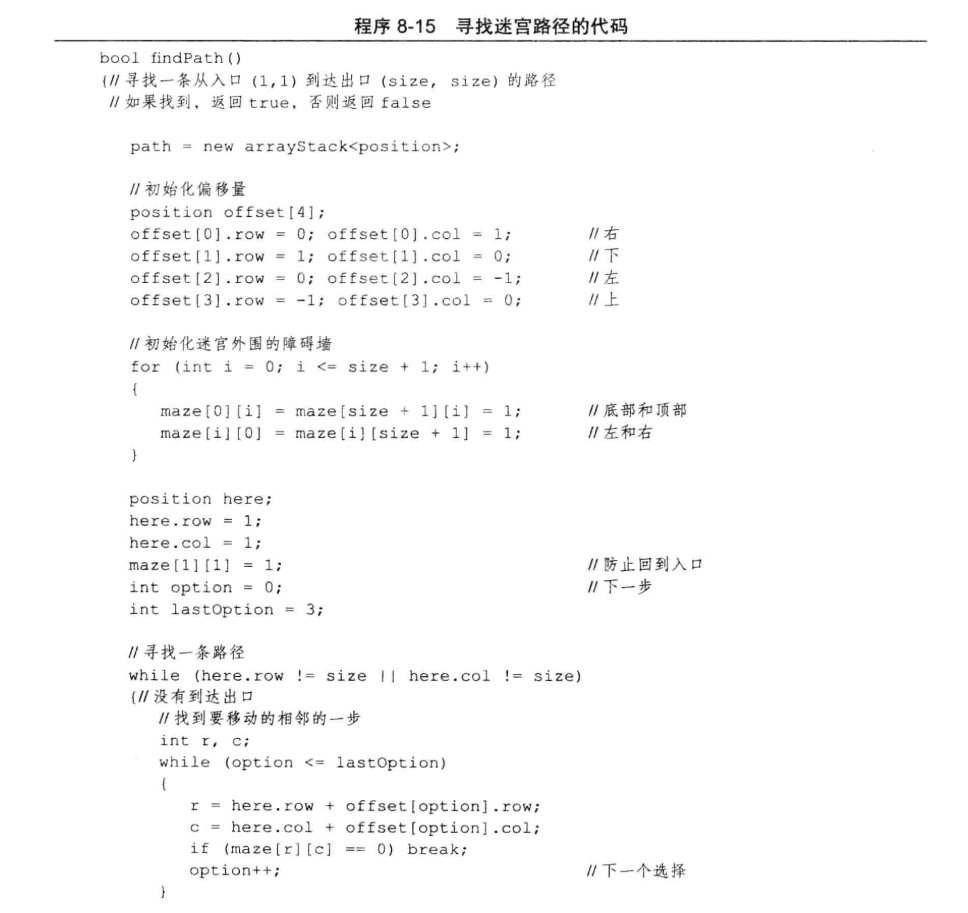 程序 8-15 寻找迷宫路径的代码
bool findPath()
{// 寻找一条从入口 (1,1) 到达出口 (size, size) 的路径
// 如果找到，返回 true，否则返回 false
path = new arrayStack<position>;
// 初始化偏移量
position offset[4];
offset[0].row = 0; offset[0].col = 1; // 右
offset[1].row = 1; offset[1].col = 0; // 下
offset[2].row = 0; offset[2].col = -1; // 左
offset[3].row = -1; offset[3].col = 0; // 上
// 初始化迷宫外围的障碍墙
for (int i = 0; i <= size + 1; i++)
{
maze[0][i] = maze[size + 1][i] = 1; // 底部和顶部
maze[i][0] = maze[i][size + 1] = 1; // 左和右
}
position here;
here.row = 1;
here.col = 1;
maze[1][1] = 1; // 防止回到入口
int option = 0; // 下一步
int lastOption = 3;
// 寻找一条路径
while (here.row != size || here.col != size)
{// 没有到达出口
// 找到要移动的相邻的一步
int r, c;
while (option <= lastOption)
{
r = here.row + offset[option].row;
c = here.col + offset[option].col;
if (maze[r][c] == 0) break;
option++; // 下一个选择
}